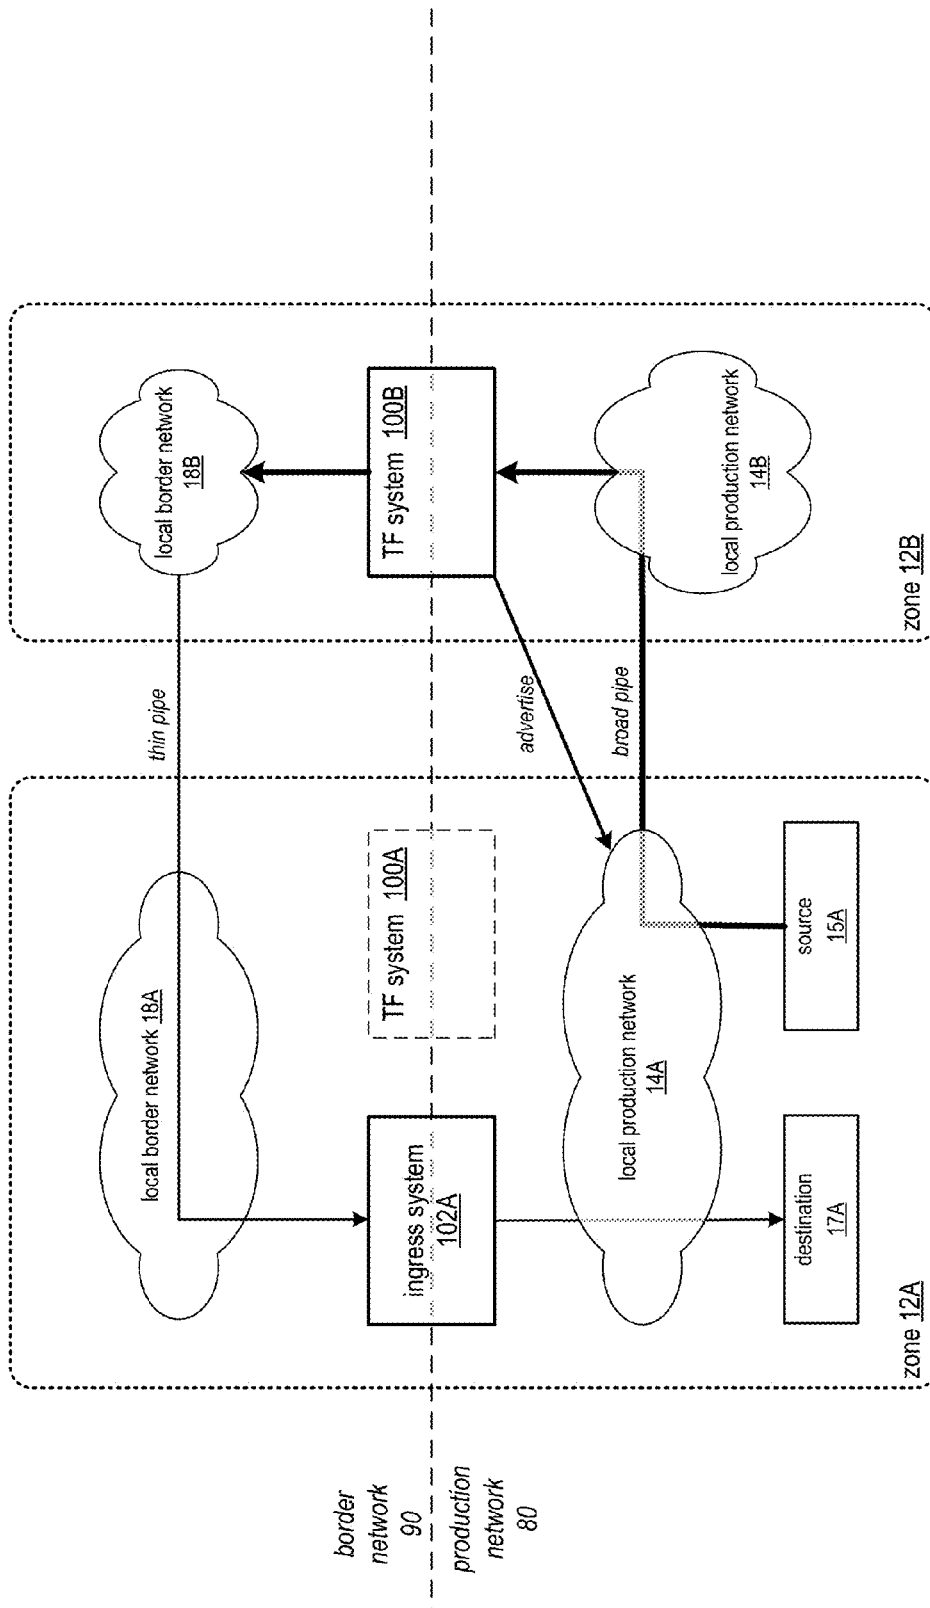 border
network
90
production
network
80
local border network 18A
thin pipe
local border network
18B
ingress system
102A
TF system 100A
TF system 100B
advertise
broad pipe
local production network
14A
local production network
14B
destination
17A
source
15A
zone 12A
zone 12B